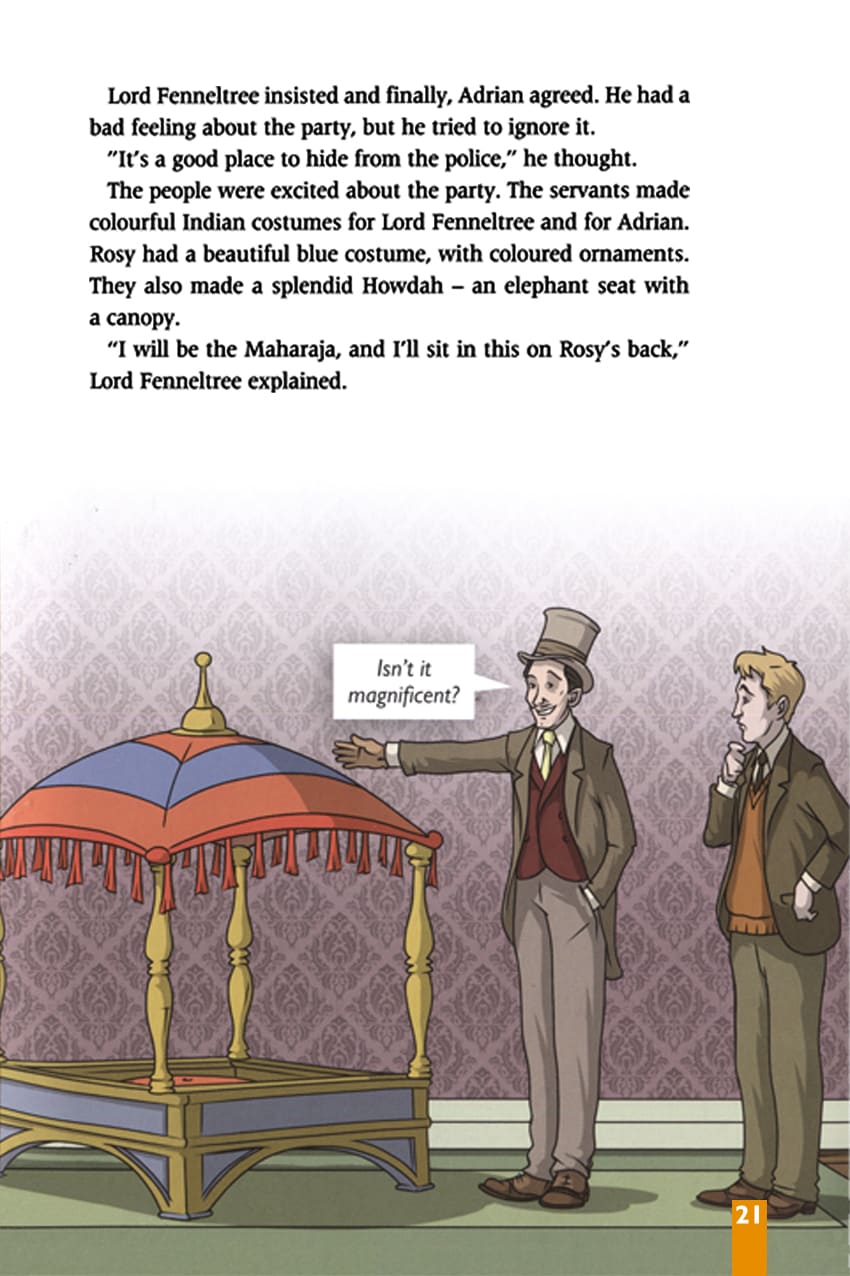 Lord Fenneltree insisted and finally, Adrian agreed. He had a
bad feeling about the party, but he tried to ignore it.
"It's a good place to hide from the police," he thought.
The people were excited about the party. The servants made
colourful Indian costumes for Lord Fenneltree and for Adrian.
Rosy had a beautiful blue costume, with coloured ornaments.
They also made a splendid Howdah – an elephant seat with
a canopy.
"I will be the Maharaja, and I'll sit in this on Rosy's back,"
Lord Fenneltree explained.
Isn't it
magnificent?
21